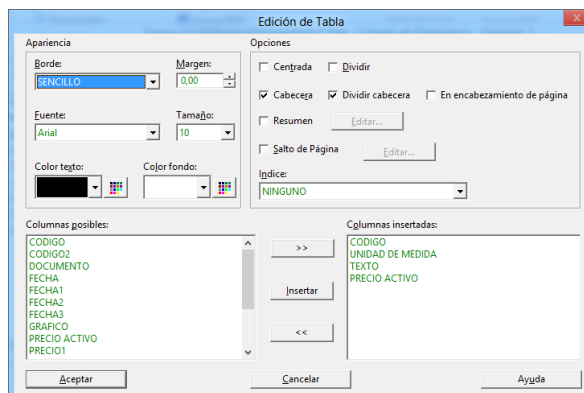 Edición de Tabla
Apariencia
Borde:
Margen:
SENCILLO
0,00
Fuente:
Tamaño:
Arial
10
Color texto:
Color fondo:
Opciones
Centrada
Dividir
Cabecera
Dividir cabecera
En encabezamiento de página
Resumen
Editar...
Salto de Página
Editar...
Indice:
NINGUNO
Columnas posibles:
CODIGO
CODIGO2
DOCUMENTO
FECHA
FECHA1
FECHA2
FECHA3
GRAFICO
PRECIO ACTIVO
PRECIO1
>>
Insertar
<<
Columnas insertadas:
CODIGO
UNIDAD DE MEDIDA
TEXTO
PRECIO ACTIVO
Aceptar
Cancelar
Ayuda